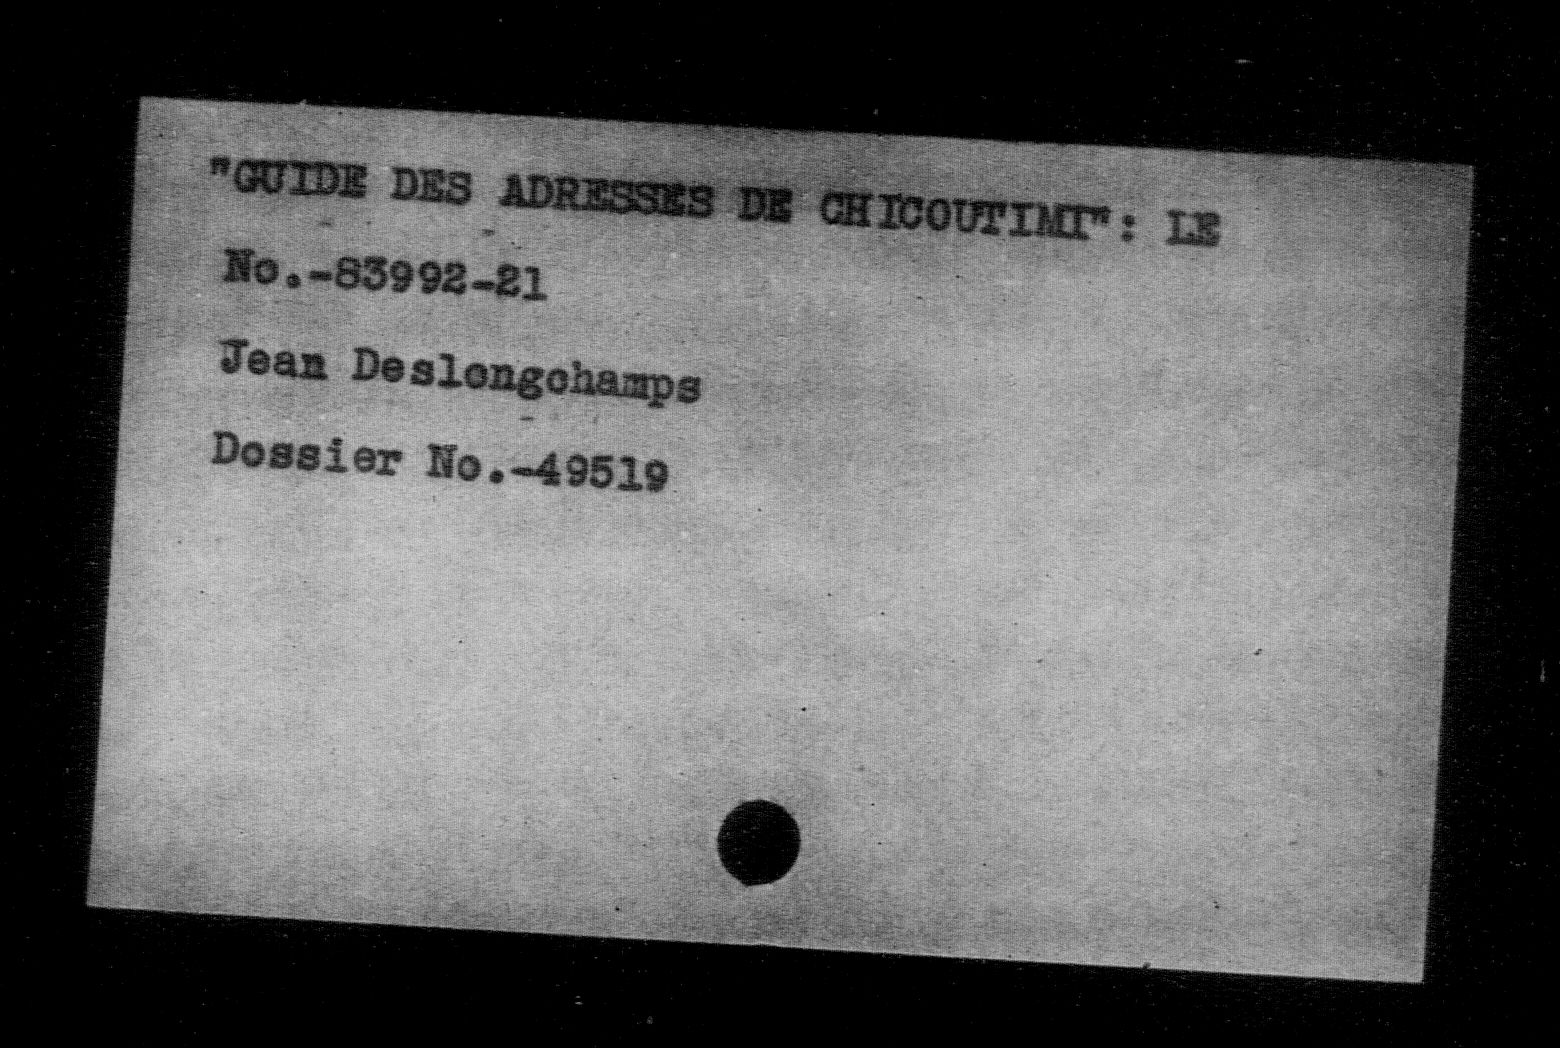 "GUIDE DES ADRESSES DE CHICOUTIMI": LE
No.-83992-21
Jean Deslongchamps
Dossier No.-49519